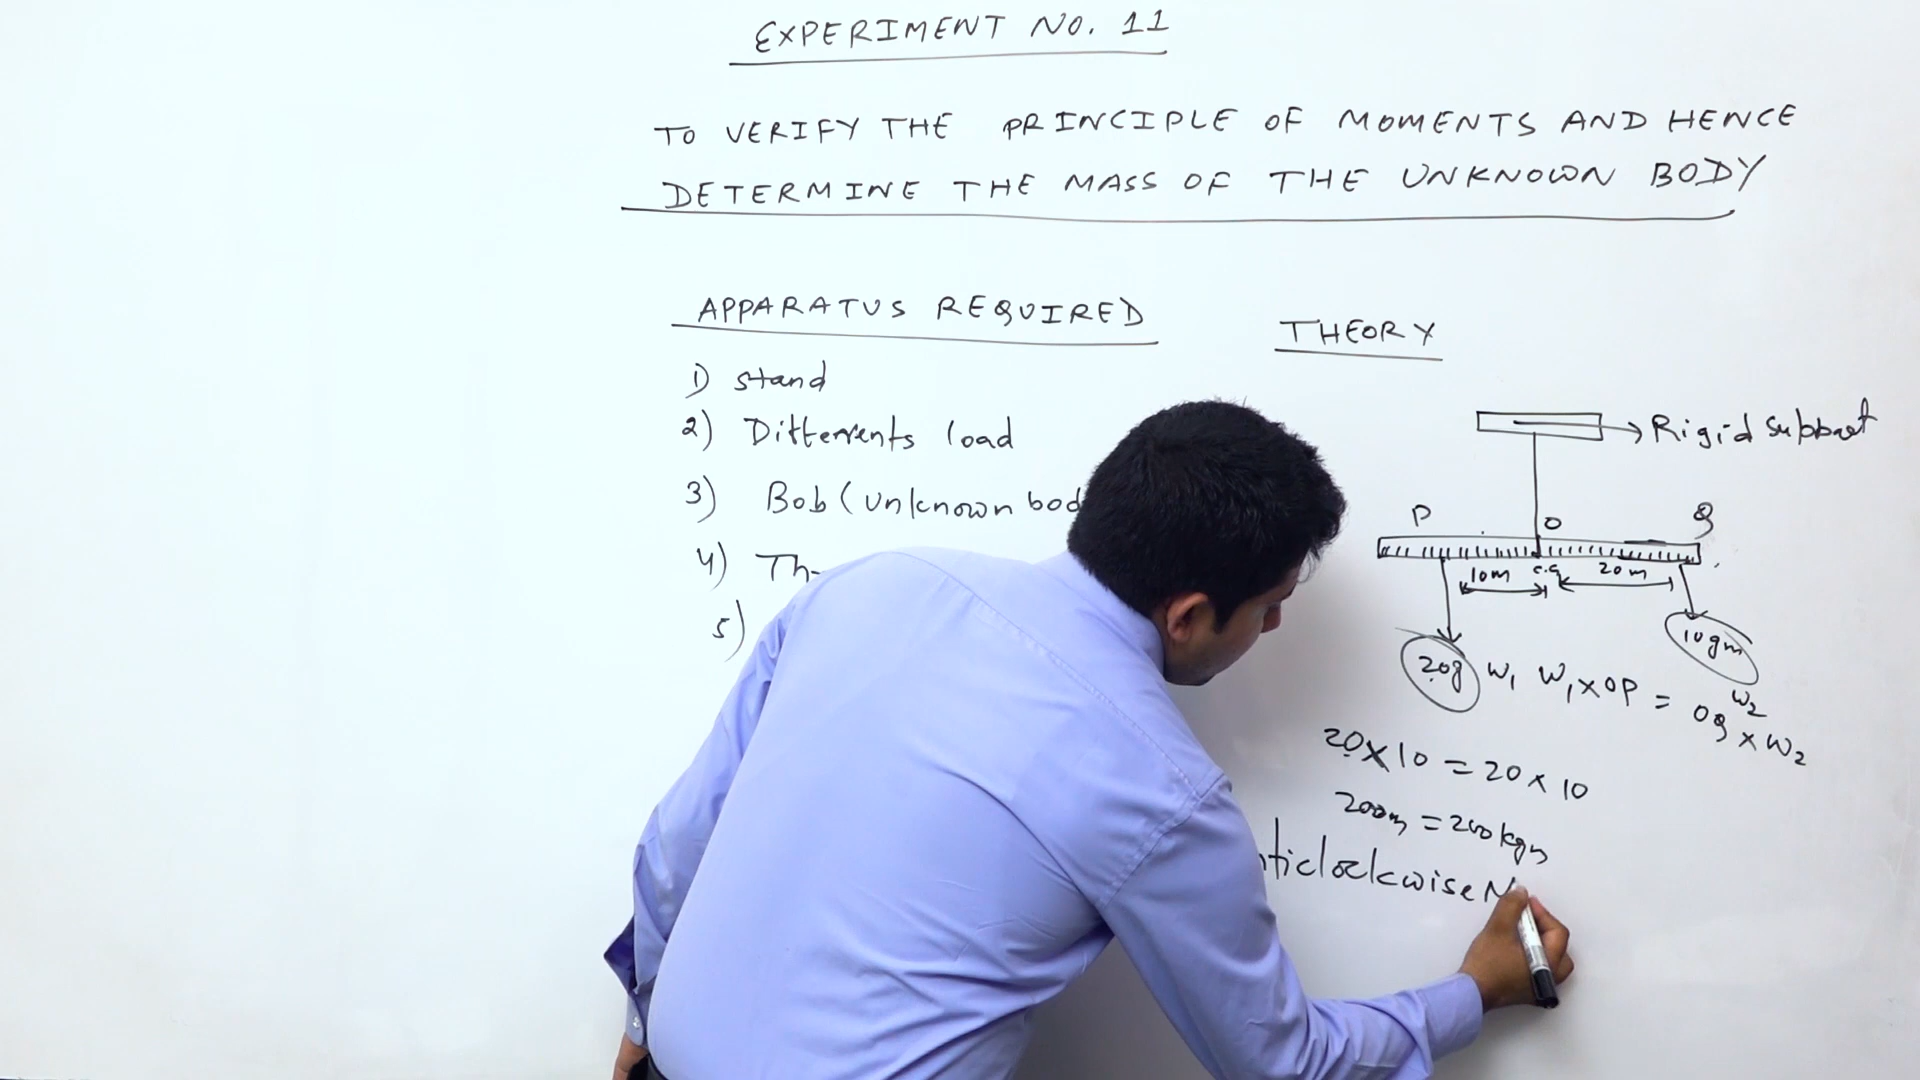 EXPERIMENT NO. 11
TO VERIFY THE PRINCIPLE OF MOMENTS AND HENCE
DETERMINE THE MASS OF THE UNKNOWN BODY
APPARATUS REQUIRED
1) stand
2) Differents load
3) Bob (unknown bod
4) Th
5)
THEORY
Rigid support
P O Q
10m C.G 20m
20g W1 10gm W2
W1 × OP = OQ × W2
20 × 10 = 20 × 10
200m = 200kgm
nticlockwise